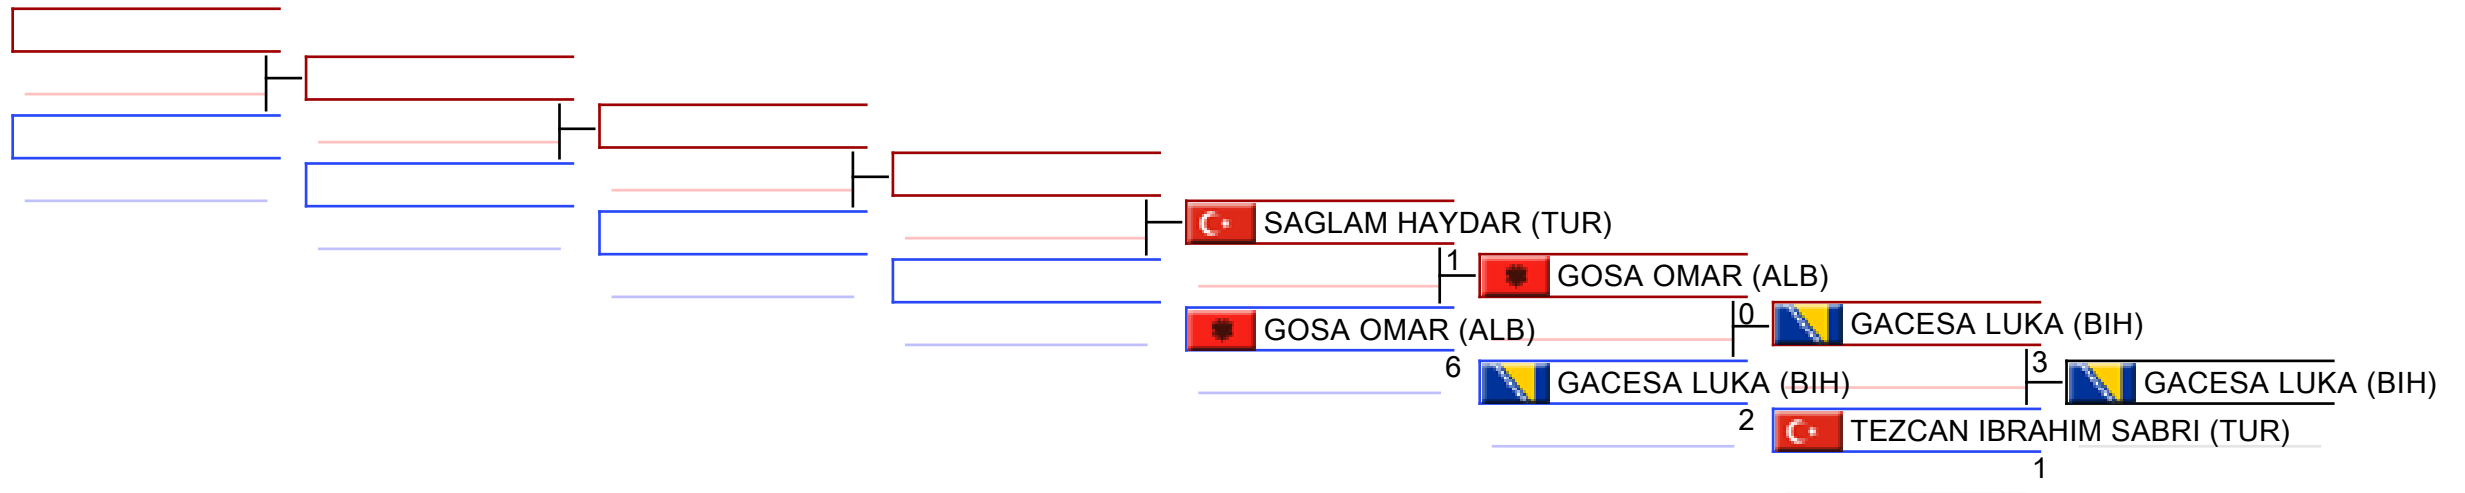 SAGLAM HAYDAR (TUR)
1
GOSA OMAR (ALB)
GOSA OMAR (ALB)
6
0
GACESA LUKA (BIH)
GACESA LUKA (BIH)
2
3
GACESA LUKA (BIH)
TEZCAN IBRAHIM SABRI (TUR)
1